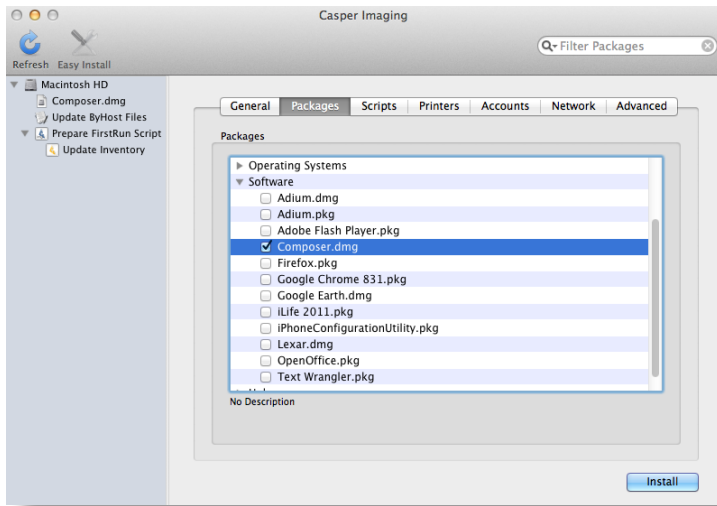 Casper Imaging
Filter Packages
Refresh Easy Install
Macintosh HD
Composer.dmg
Update ByHost Files
Prepare FirstRun Script
Update Inventory
General Packages Scripts Printers Accounts Network Advanced
Packages
Operating Systems
Software
Adium.dmg
Adium.pkg
Adobe Flash Player.pkg
Composer.dmg
Firefox.pkg
Google Chrome 831.pkg
Google Earth.dmg
iLife 2011.pkg
iPhoneConfigurationUtility.pkg
Lexar.dmg
OpenOffice.pkg
Text Wrangler.pkg
No Description
Install